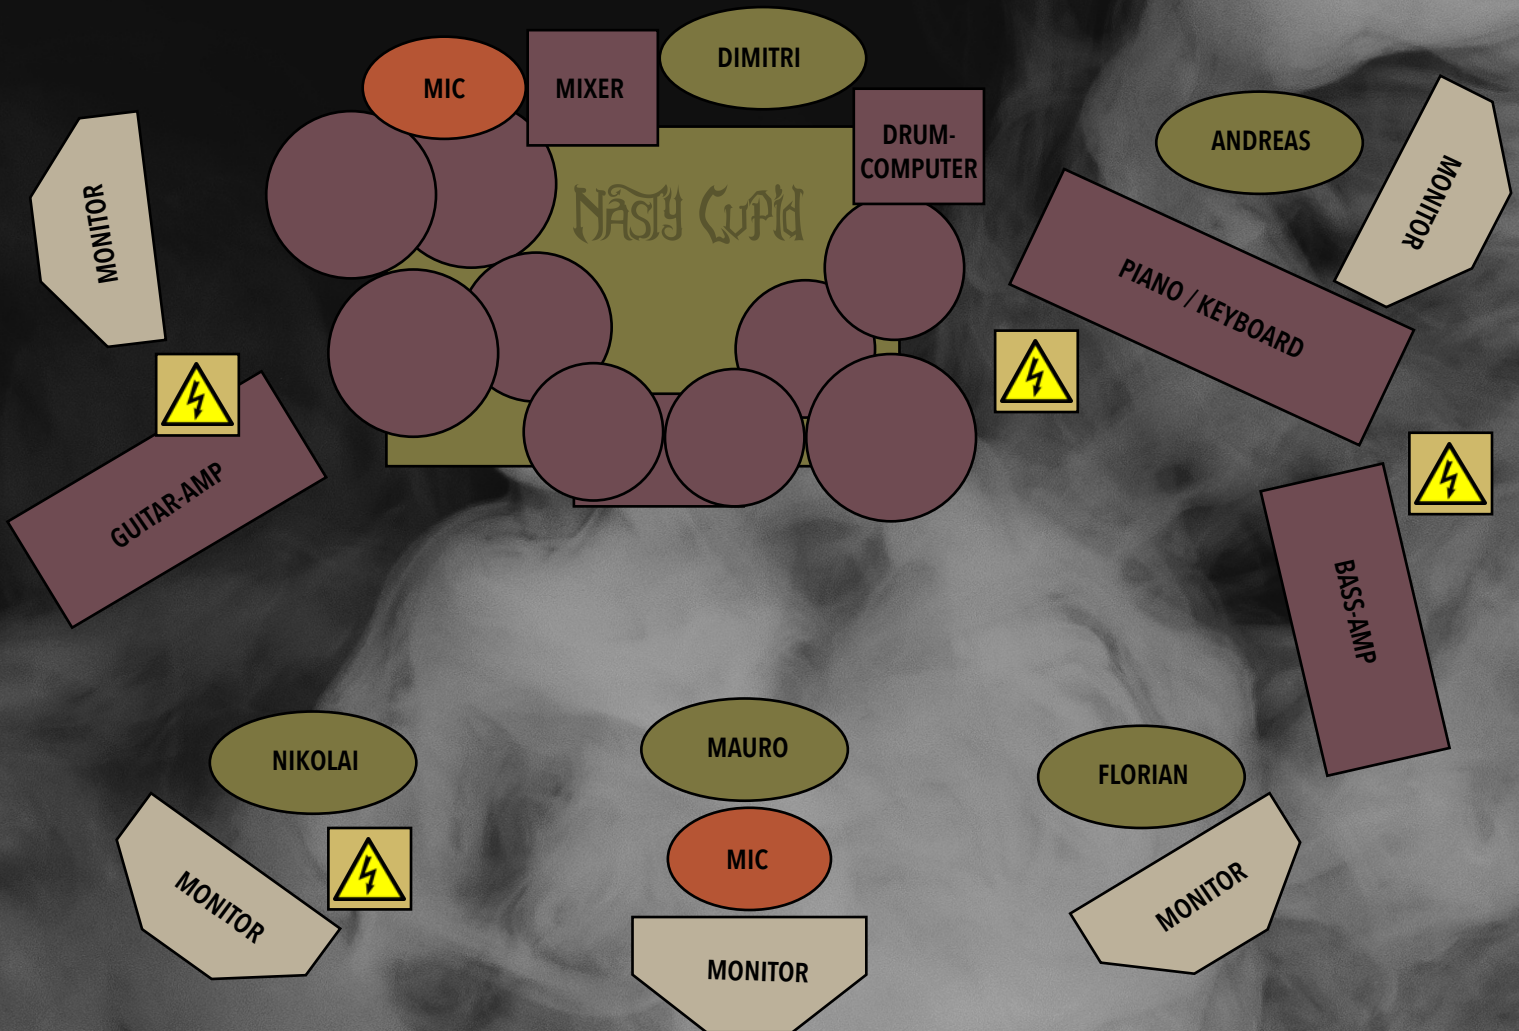 DIMITRI
MIC
MIXER
DRUM-
COMPUTER
ANDREAS
MONITOR
MONITOR
Nasty Cupid
PIANO / KEYBOARD
GUITAR-AMP
BASS-AMP
NIKOLAI
MAURO
FLORIAN
MIC
MONITOR
MONITOR
MONITOR